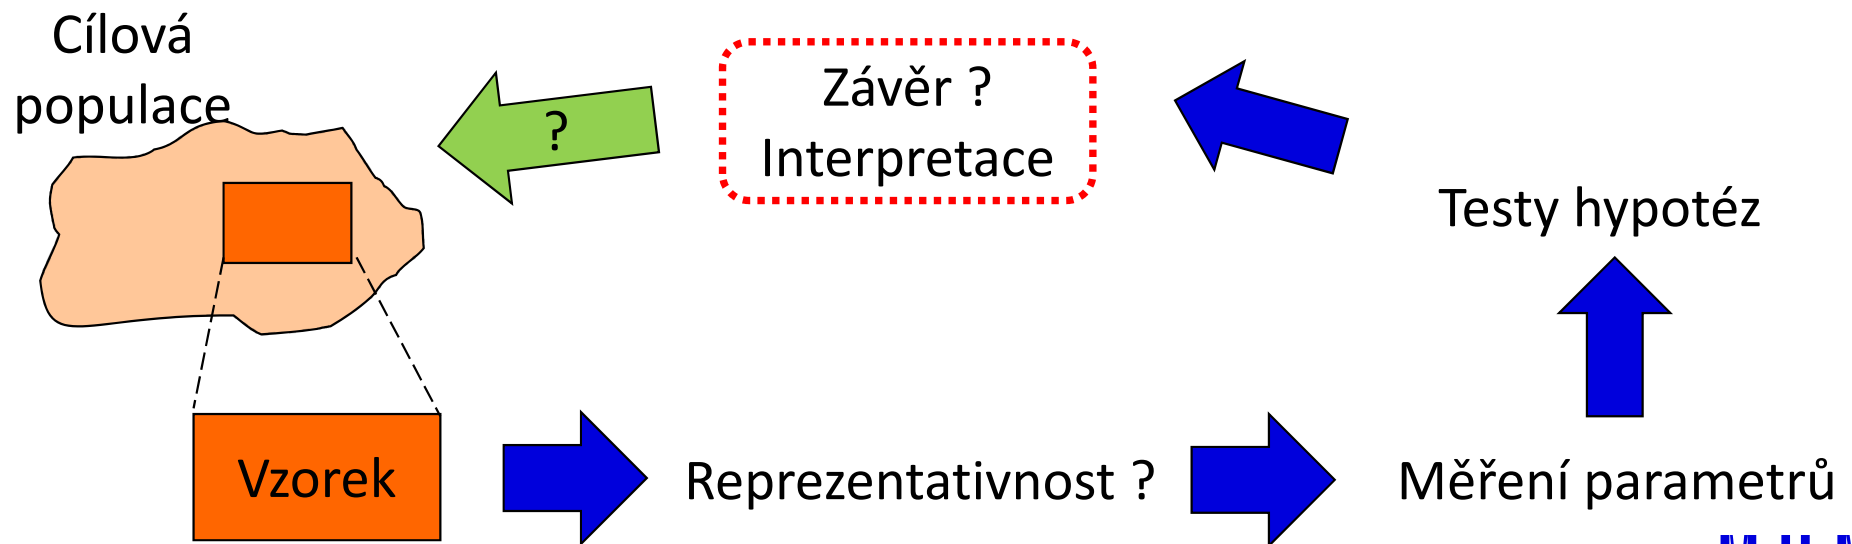 Cílová
populace
?
Závěr ?
Interpretace
Testy hypotéz
Vzorek
Reprezentativnost ?
Měření parametrů